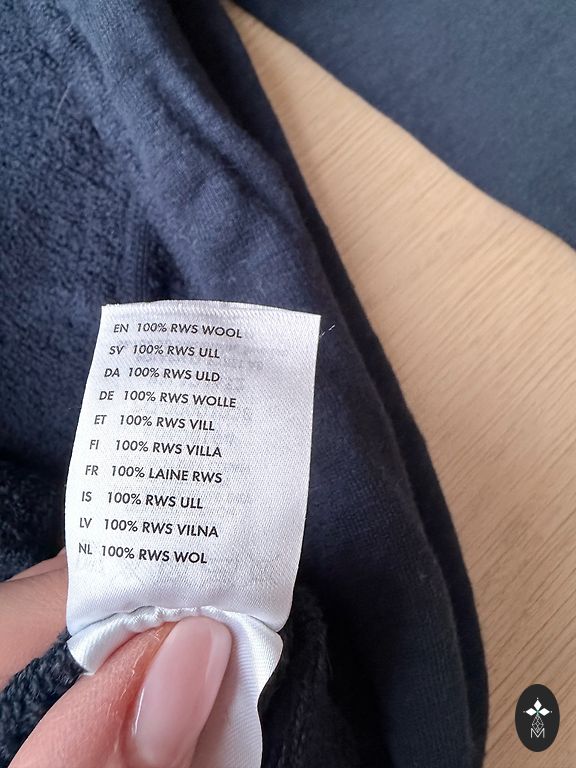 EN 100% RWS WOOL
SV 100% RWS ULL
DA 100% RWS ULD
DE 100% RWS WOLLE
ET 100% RWS VILL
FI 100% RWS VILLA
FR 100% LAINE RWS
IS 100% RWS ULL
LV 100% RWS VILNA
NL 100% RWS WOL